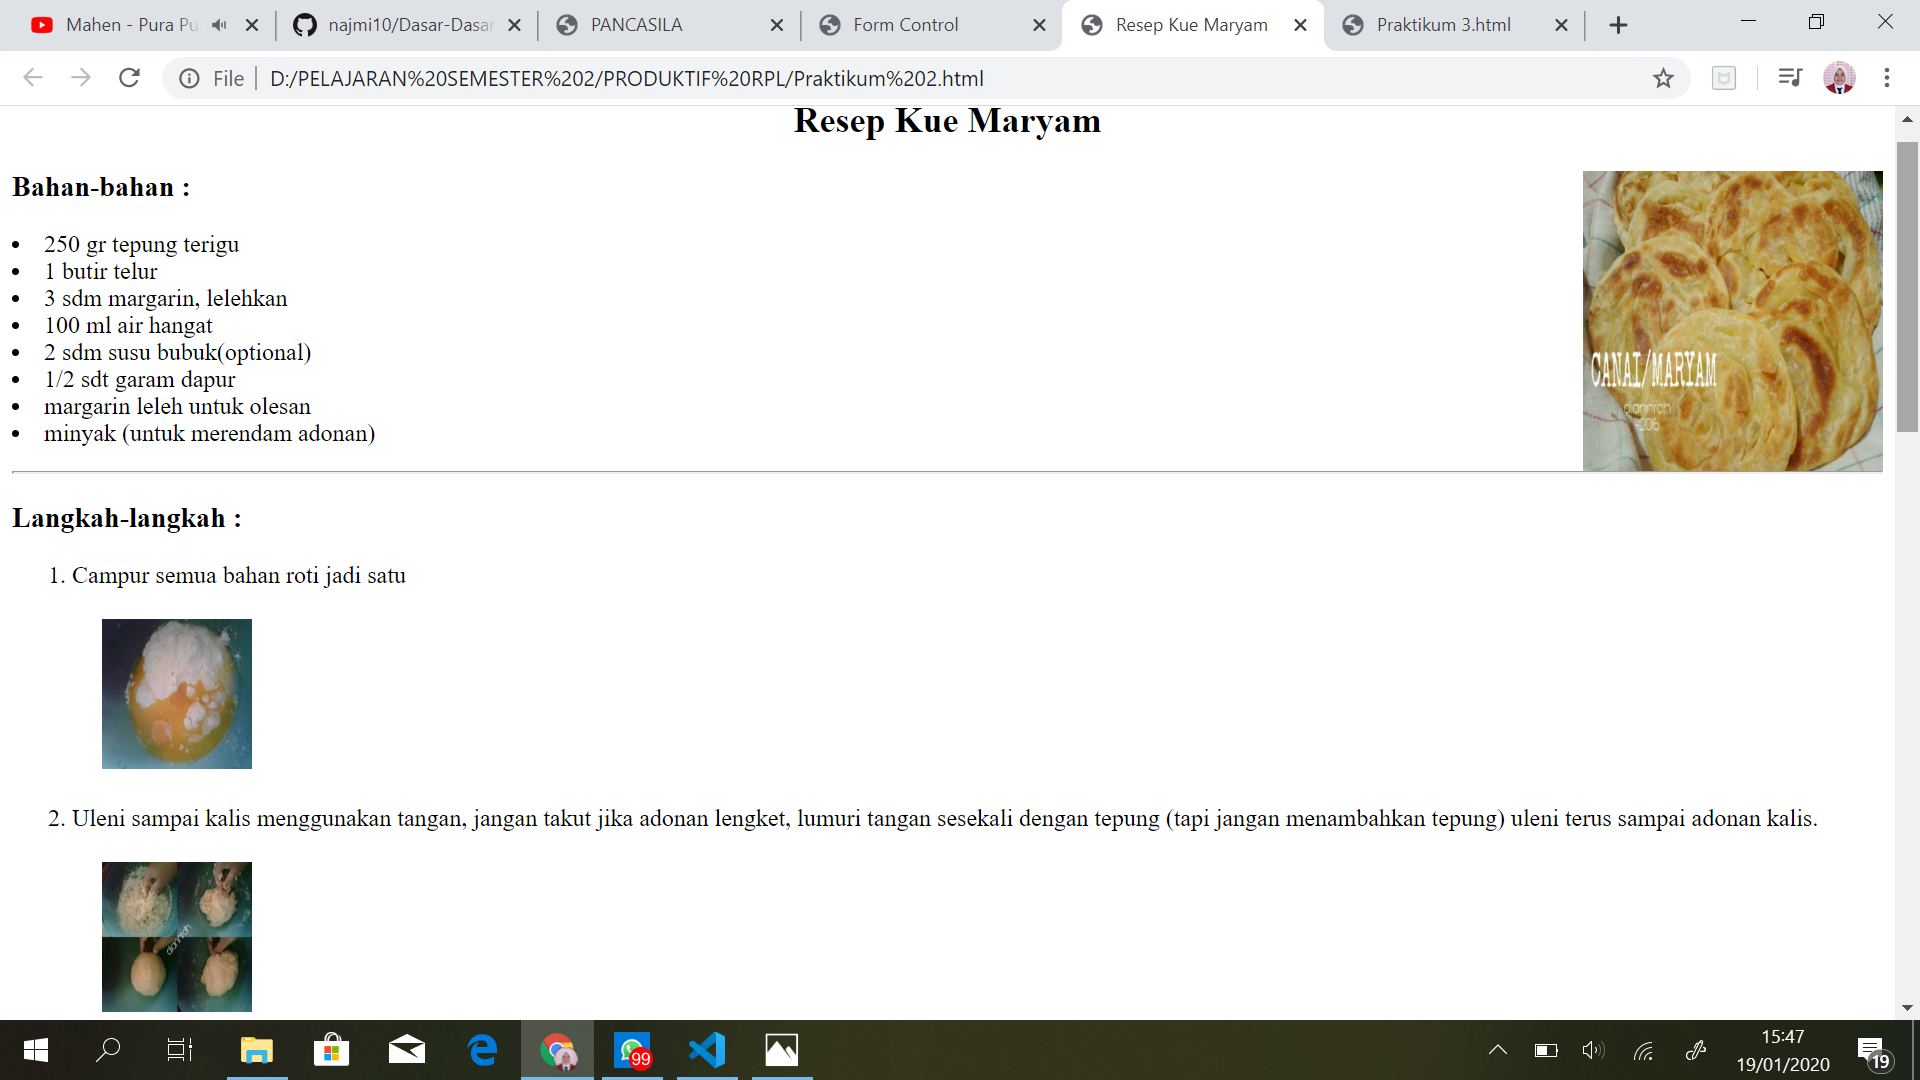 Mahen - Pura Pu
najmi10/Dasar-Dasar
PANCASILA
Form Control
Resep Kue Maryam
Praktikum 3.html
File
D:/PELAJARAN%20SEMESTER%202/PRODUKTIF%20RPL/Praktikum%202.html
Resep Kue Maryam
Bahan-bahan :
250 gr tepung terigu
1 butir telur
3 sdm margarin, lelehkan
100 ml air hangat
2 sdm susu bubuk(optional)
1/2 sdt garam dapur
margarin leleh untuk olesan
minyak (untuk merendam adonan)
CANAI/MARYAM
diannrch
-206
Langkah-langkah :
1. Campur semua bahan roti jadi satu
2. Uleni sampai kalis menggunakan tangan, jangan takut jika adonan lengket, lumuri tangan sesekali dengan tepung (tapi jangan menambahkan tepung) uleni terus sampai adonan kalis.
diannrch
99
15:47
19/01/2020
19